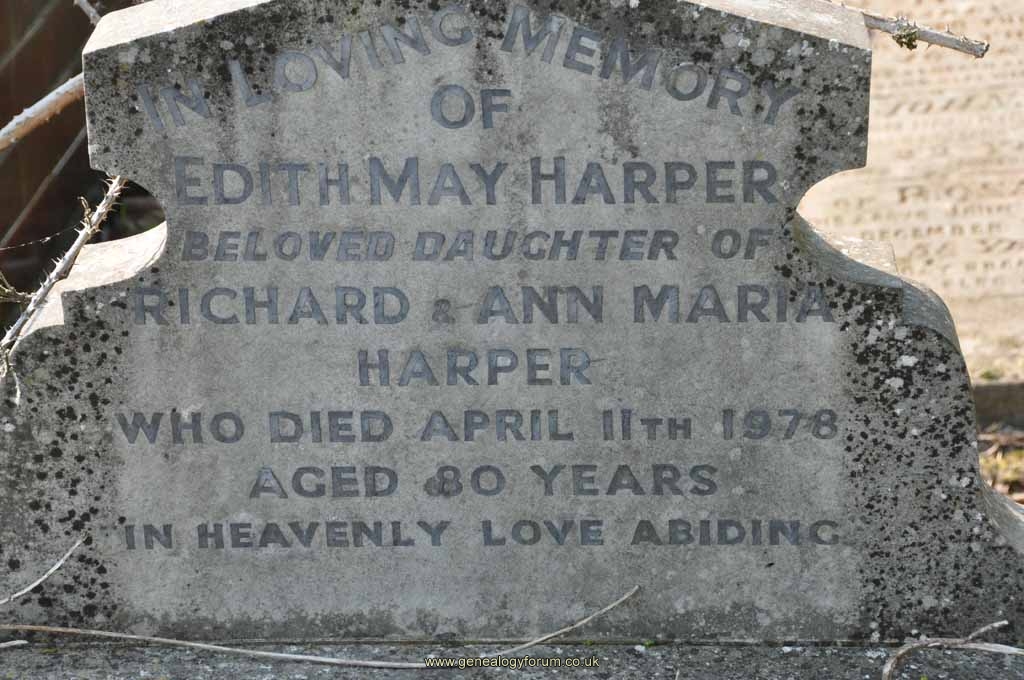 IN LOVING MEMORY
OF
EDITH MAY HARPER
BELOVED DAUGHTER OF
RICHARD & ANN MARIA
HARPER
WHO DIED APRIL 11TH 1978
AGED 80 YEARS
IN HEAVENLY LOVE ABIDING
DECEMBER
www.genealogyforum.co.uk